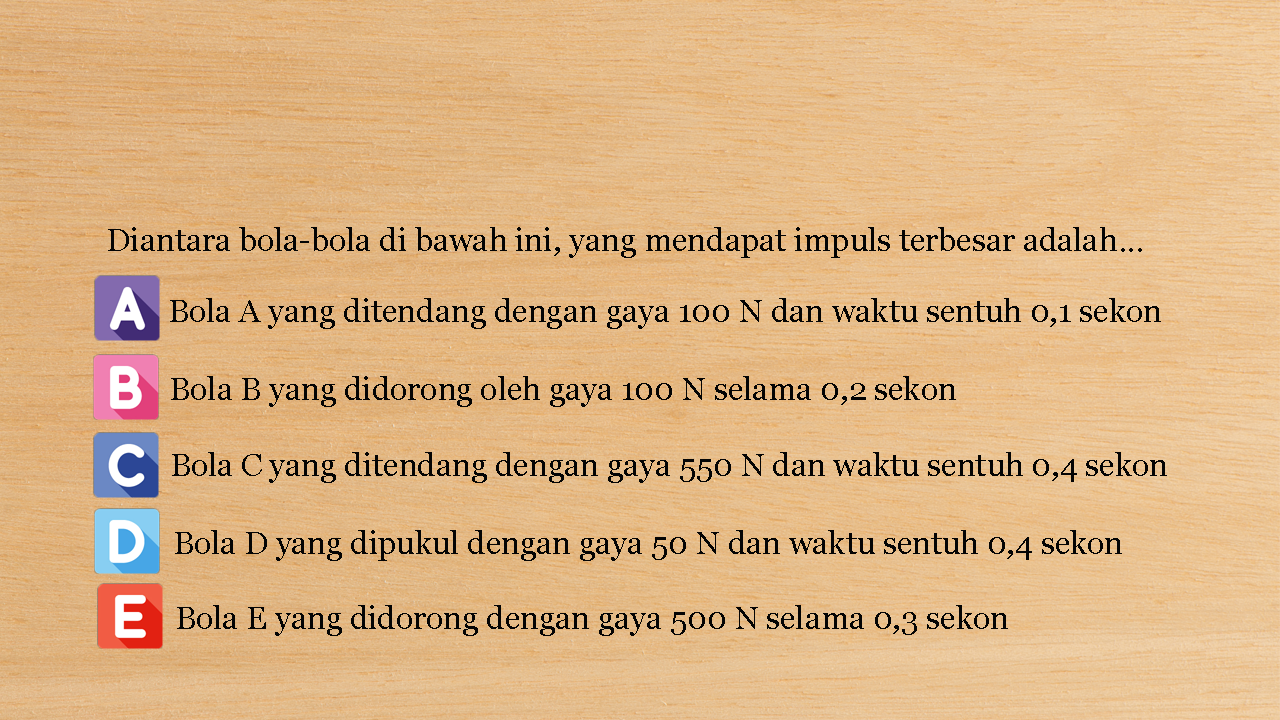 Diantara bola-bola di bawah ini, yang mendapat impuls terbesar adalah...
A Bola A yang ditendang dengan gaya 100 N dan waktu sentuh 0,1 sekon
B Bola B yang didorong oleh gaya 100 N selama 0,2 sekon
C Bola C yang ditendang dengan gaya 550 N dan waktu sentuh 0,4 sekon
D Bola D yang dipukul dengan gaya 50 N dan waktu sentuh 0,4 sekon
E Bola E yang didorong dengan gaya 500 N selama 0,3 sekon